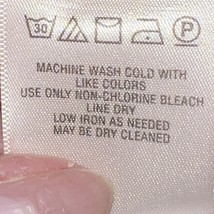 30 P
MACHINE WASH COLD WITH
LIKE COLORS
USE ONLY NON-CHLORINE BLEACH
LINE DRY
LOW IRON AS NEEDED
MAY BE DRY CLEANED